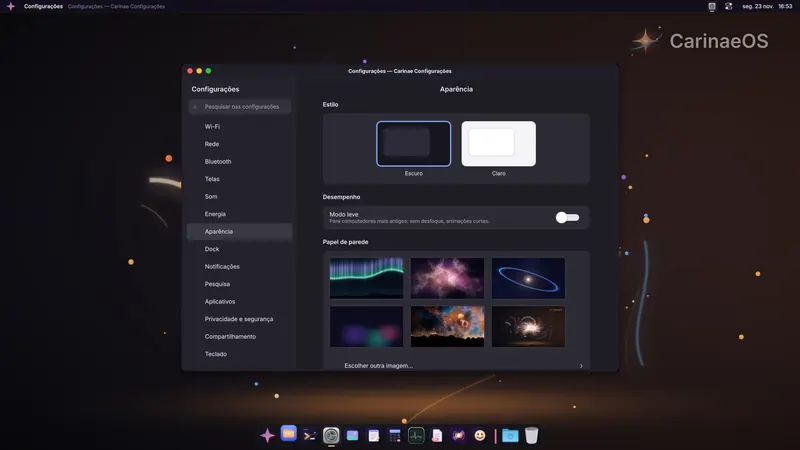 Configurações
Configurações — Carinae Configurações
seg. 23 nov.
16:53
CarinaeOS
Configurações — Carinae Configurações
Configurações
Pesquisar nas configurações
Wi-Fi
Rede
Bluetooth
Telas
Som
Energia
Aparência
Dock
Notificações
Pesquisa
Aplicativos
Privacidade e segurança
Compartilhamento
Teclado
Aparência
Estilo
Escuro
Claro
Desempenho
Modo leve
Para computadores mais antigos: sem desfoque, animações curtas.
Papel de parede
Escolher outra imagem...